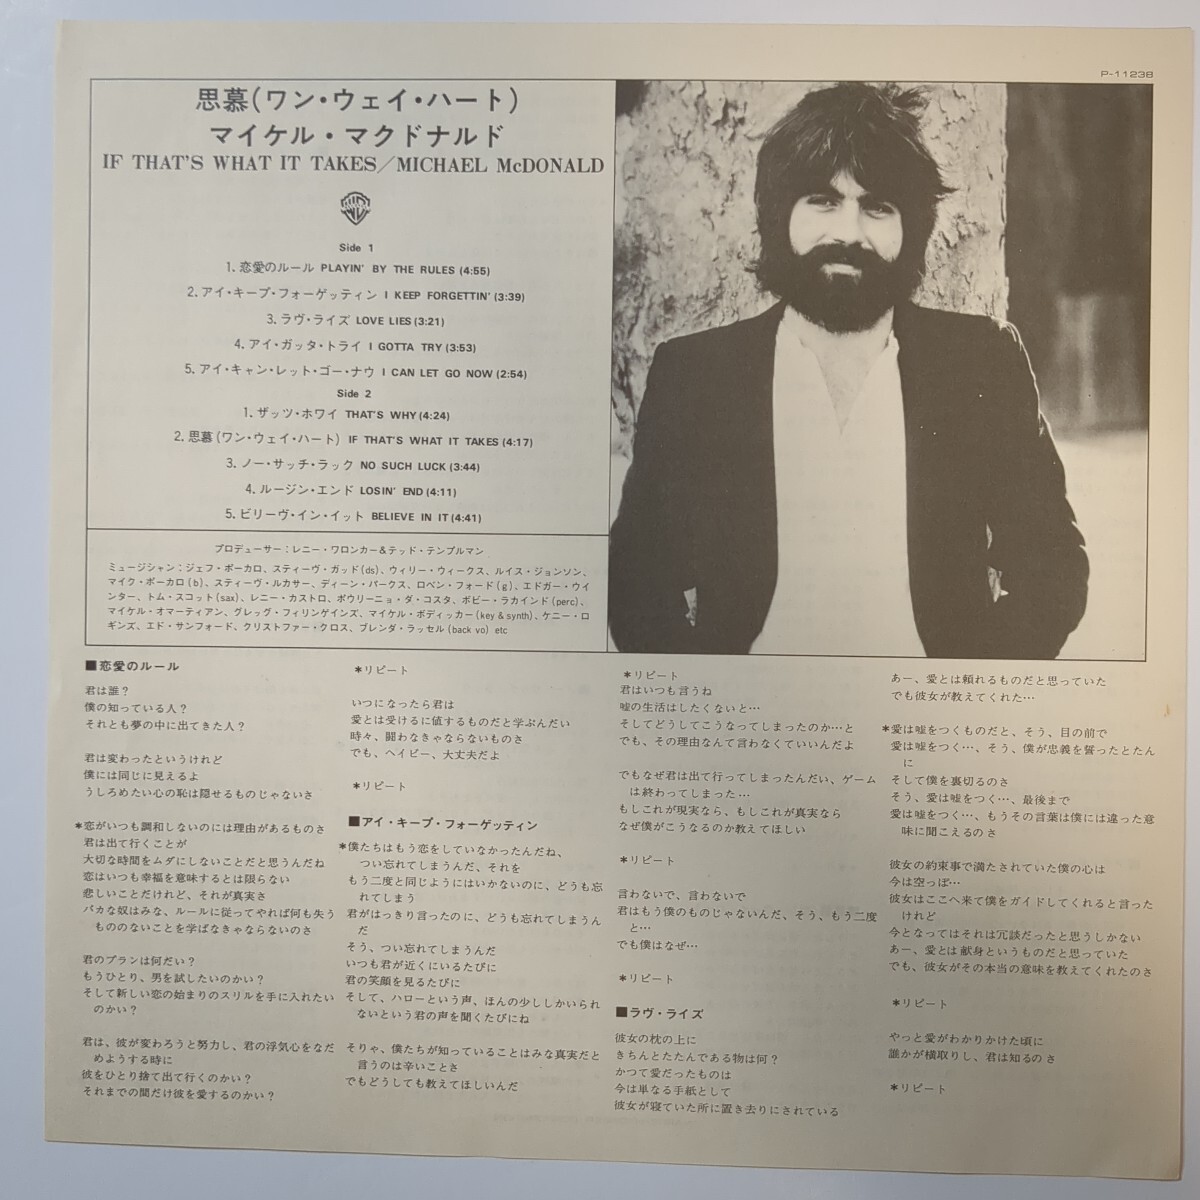 P-11238
思慕(ワン・ウェイ・ハート)
マイケル・マクドナルド
IF THAT'S WHAT IT TAKES/MICHAEL McDONALD
Side 1
1. 恋愛のルール PLAYIN' BY THE RULES (4:55)
2. アイ・キープ・フォーゲッティン I KEEP FORGETTIN' (3:39)
3. ラヴ・ライズ LOVE LIES (3:21)
4. アイ・ガッタ・トライ I GOTTA TRY (3:53)
5. アイ・キャン・レット・ゴー・ナウ I CAN LET GO NOW (2:54)
Side 2
1. ザッツ・ホワイ THAT'S WHY (4:24)
2. 思慕(ワン・ウェイ・ハート) IF THAT'S WHAT IT TAKES (4:17)
3. ノー・サッチ・ラック NO SUCH LUCK (3:44)
4. ルージン・エンド LOSIN' END (4:11)
5. ビリーヴ・イン・イット BELIEVE IN IT (4:41)
プロデューサー：レニー・ワロンカー&テッド・テンプルマン
ミュージシャン：ジェフ・ポーカロ、スティーヴ・ガッド(ds)、ウィリー・ウィークス、ルイス・ジョンソン、
マイク・ポーカロ(b)、スティーヴ・ルカサー、ディーン・パークス、ロベン・フォード(g)、エドガー・ウイ
ンター、トム・スコット(sax)、レニー・カストロ、ポウリーニョ・ダ・コスタ、ボビー・ラカインド(perc)、
マイケル・オマーティアン、グレッグ・フィリンゲインズ、マイケル・ボディッカー(key & synth)、ケニー・ロ
ギンズ、エド・サンフォード、クリストファー・クロス、ブレンダ・ラッセル(back vo) etc
■恋愛のルール
君は誰？
僕の知っている人？
それとも夢の中に出てきた人？
君は変わったというけれど
僕には同じに見えるよ
うしろめたい心の恥は隠せるものじゃないさ
*恋がいつも調和しないのには理由があるものさ
君は出て行くことが
大切な時間をムダにしないことだと思うんだね
恋はいつも幸福を意味するとは限らない
悲しいことだけれど、それが真実さ
バカな奴はみな、ルールに従ってやれば何も失う
もののないことを学ばなきゃならないのさ
君のプランは何だい？
もうひとり、男を試したいのかい？
そして新しい恋の始まりのスリルを手に入れたい
のかい？
君は、彼が変わろうと努力し、君の浮気心をなだ
めようする時に
彼をひとり捨て出て行くのかい？
それまでの間だけ彼を愛するのかい？
*リピート
いつになったら君は
愛とは受けるに値するものだと学ぶんだい
時々、闘わなきゃならないものさ
でも、ヘイビー、大丈夫だよ
*リピート
■アイ・キープ・フォーゲッティン
*僕たちはもう恋をしていなかったんだね、
つい忘れてしまうんだ、それを
もう二度と同じようにはいかないのに、どうも忘
れてしまう
君がはっきり言ったのに、どうも忘れてしまうん
だ
そう、つい忘れてしまうんだ
いつも君が近くにいるたびに
君の笑顔を見るたびに
そして、ハローという声、ほんの少ししかいられ
ないという君の声を聞くたびにね
そりゃ、僕たちが知っていることはみな真実だと
言うのは辛いことさ
でもどうしても教えてほしいんだ
*リピート
君はいつも言うね
嘘の生活はしたくないと…
そしてどうしてこうなってしまったのか…と
でも、その理由なんて言わなくていいんだよ
でもなぜ君は出て行ってしまったんだい、ゲーム
は終わってしまった…
もしこれが現実なら、もしこれが真実なら
なぜ僕がこうなるのか教えてほしい
*リピート
言わないで、言わないで
君はもう僕のものじゃないんだ、そう、もう二度
と…
でも僕はなぜ…
*リピート
■ラヴ・ライズ
彼女の枕の上に
きちんとたたんである物は何？
かつて愛だったものは
今は単なる手紙として
彼女が寝ていた所に置き去りにされている
あー、愛とは頼れるものだと思っていた
でも彼女が教えてくれた…
*愛は嘘をつくものだと、そう、目の前で
愛は嘘をつく…、そう、僕が忠義を誓ったとたん
に
そして僕を裏切るのさ
そう、愛は嘘をつく…、最後まで
愛は嘘をつく…、もうその言葉は僕には違った意
味に聞こえるのさ
彼女の約束事で満たされていた僕の心は
今は空っぽ…
彼女はここへ来て僕をガイドしてくれると言った
けれど
今となってはそれは冗談だったと思うしかない
あー、愛とは献身というものだと思っていた
でも、彼女がその本当の意味を教えてくれたのさ
*リピート
やっと愛がわかりかけた頃に
誰かが横取りし、君は知るのさ
*リピート